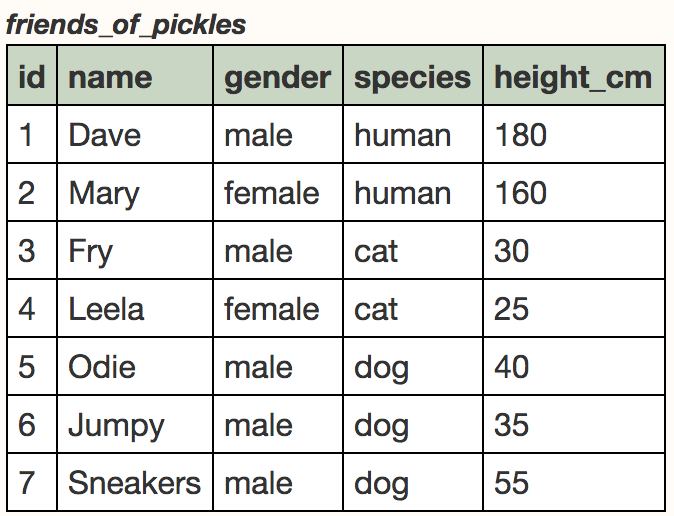 friends_of_pickles
id name gender species height_cm
1 Dave male human 180
2 Mary female human 160
3 Fry male cat 30
4 Leela female cat 25
5 Odie male dog 40
6 Jumpy male dog 35
7 Sneakers male dog 55